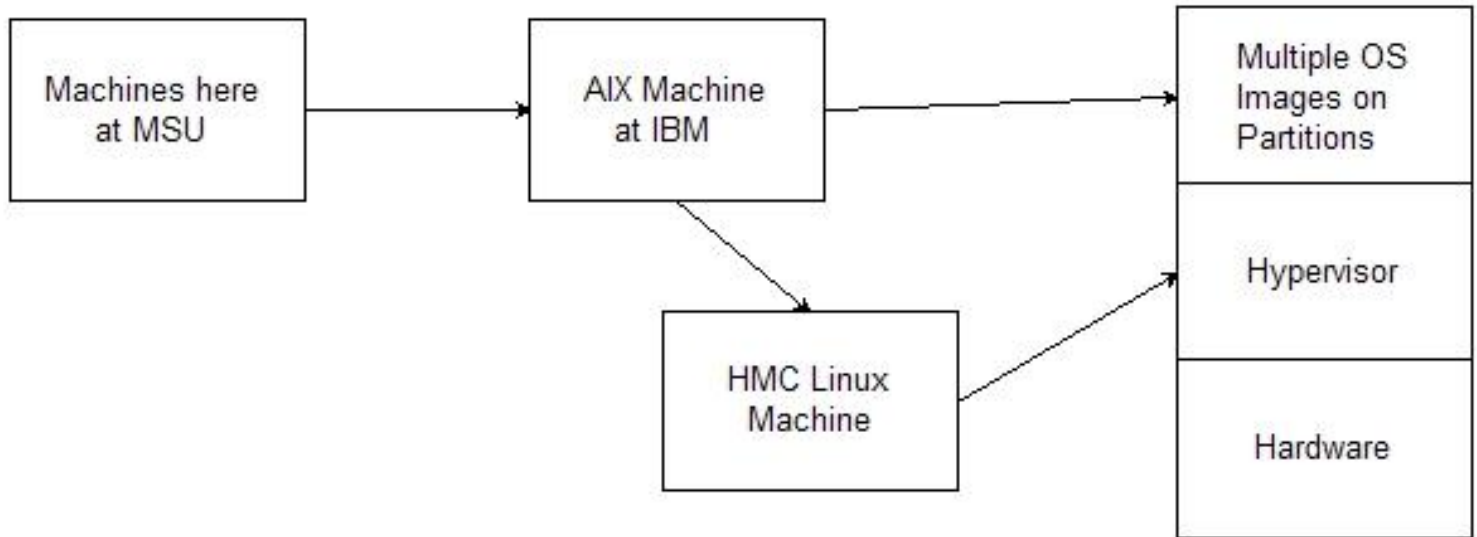 Machines here
at MSU
AIX Machine
at IBM
Multiple OS
Images on
Partitions
Hypervisor
HMC Linux
Machine
Hardware